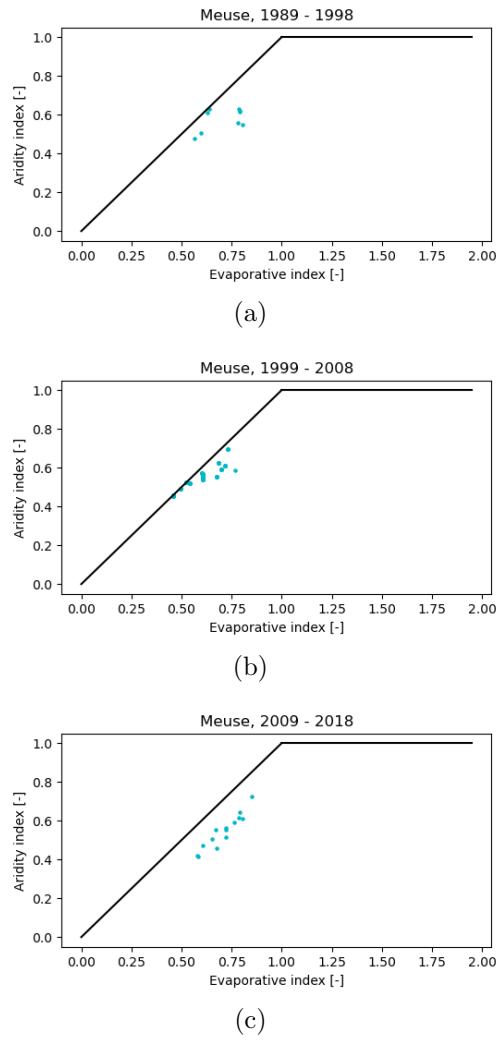 Meuse, 1989 - 1998
1.0
0.8
0.6
0.4
0.2
0.0
Aridity index [-]
0.00 0.25 0.50 0.75 1.00 1.25 1.50 1.75 2.00
Evaporative index [-]
(a)
Meuse, 1999 - 2008
1.0
0.8
0.6
0.4
0.2
0.0
Aridity index [-]
0.00 0.25 0.50 0.75 1.00 1.25 1.50 1.75 2.00
Evaporative index [-]
(b)
Meuse, 2009 - 2018
1.0
0.8
0.6
0.4
0.2
0.0
Aridity index [-]
0.00 0.25 0.50 0.75 1.00 1.25 1.50 1.75 2.00
Evaporative index [-]
(c)